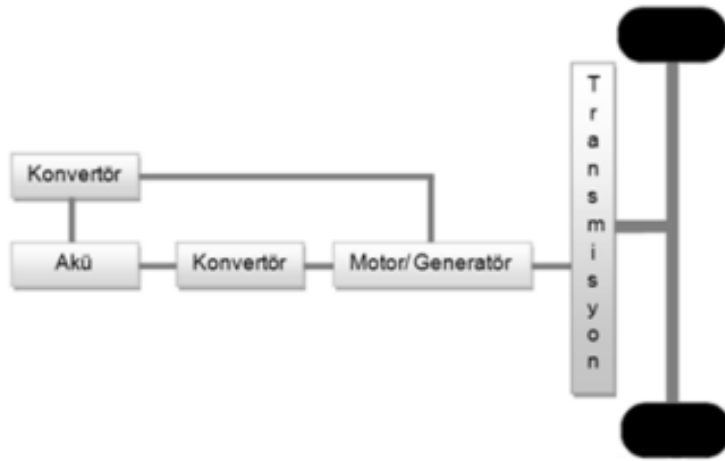 Konvertör
Akü
Konvertör
Motor/Generatör
Transmisyon